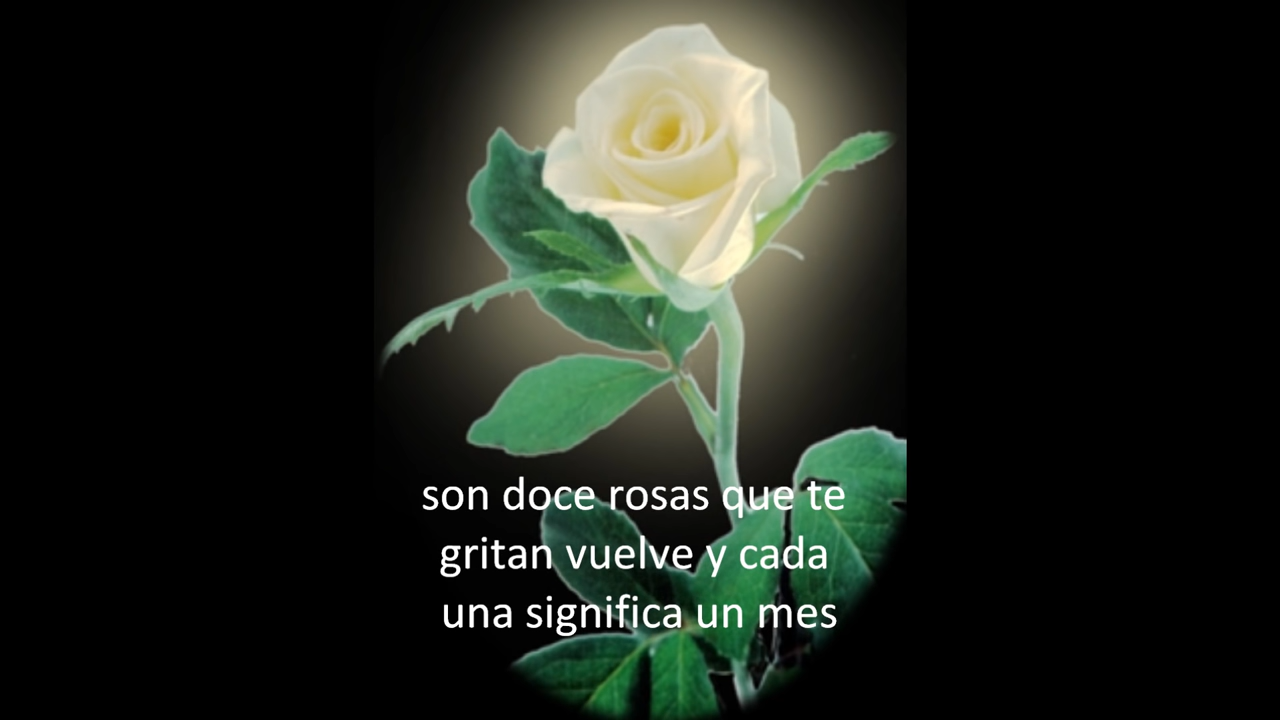 son doce rosas que te
gritan vuelve y cada
una significa un mes